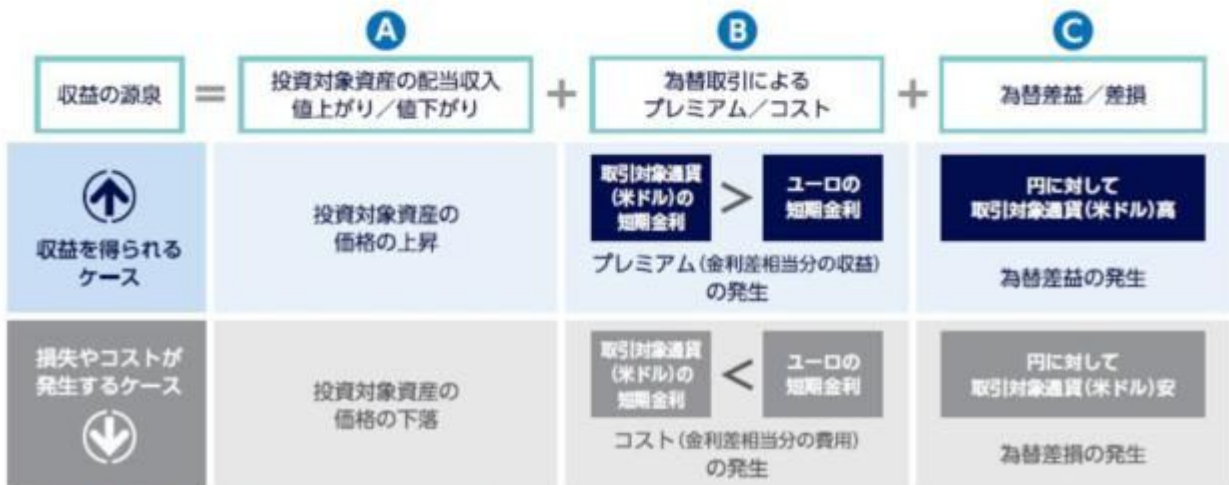 A
B
C
収益の源泉
=
投資対象資産の配当収入
値上がり／値下がり
+
為替取引による
プレミアム／コスト
+
為替差益／差損
収益を得られる
ケース
投資対象資産の
価格の上昇
取引対象通貨
(米ドル)の
短期金利
>
ユーロの
短期金利
プレミアム(金利差相当分の収益)
の発生
円に対して
取引対象通貨(米ドル)高
為替差益の発生
損失やコストが
発生するケース
投資対象資産の
価格の下落
取引対象通貨
(米ドル)の
短期金利
<
ユーロの
短期金利
コスト(金利差相当分の費用)
の発生
円に対して
取引対象通貨(米ドル)安
為替差損の発生